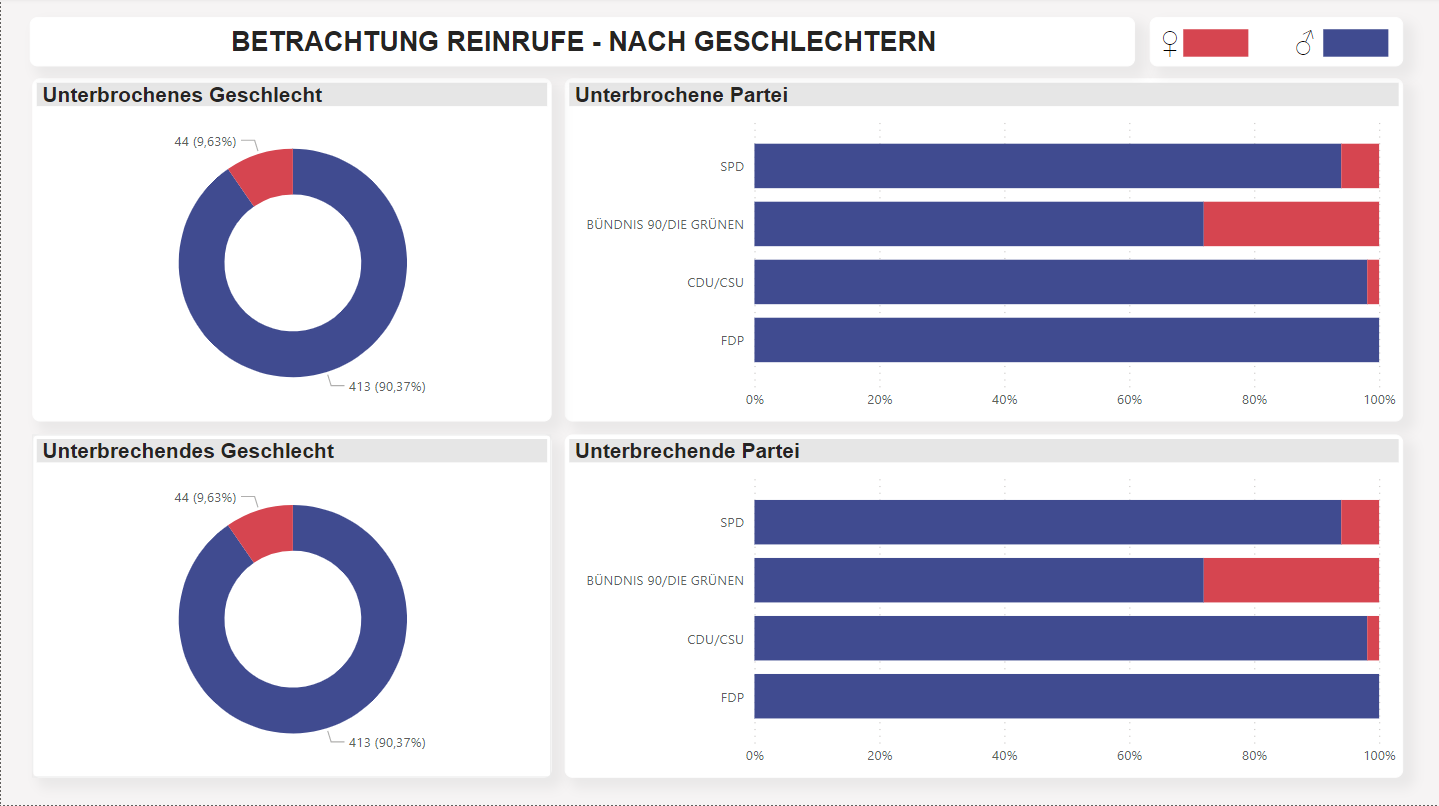 BETRACHTUNG REINRUFE - NACH GESCHLECHTERN
♀ ♂
Unterbrochenes Geschlecht
44 (9,63%)
413 (90,37%)
Unterbrochene Partei
SPD
BÜNDNIS 90/DIE GRÜNEN
CDU/CSU
FDP
0% 20% 40% 60% 80% 100%
Unterbrechendes Geschlecht
44 (9,63%)
413 (90,37%)
Unterbrechende Partei
SPD
BÜNDNIS 90/DIE GRÜNEN
CDU/CSU
FDP
0% 20% 40% 60% 80% 100%